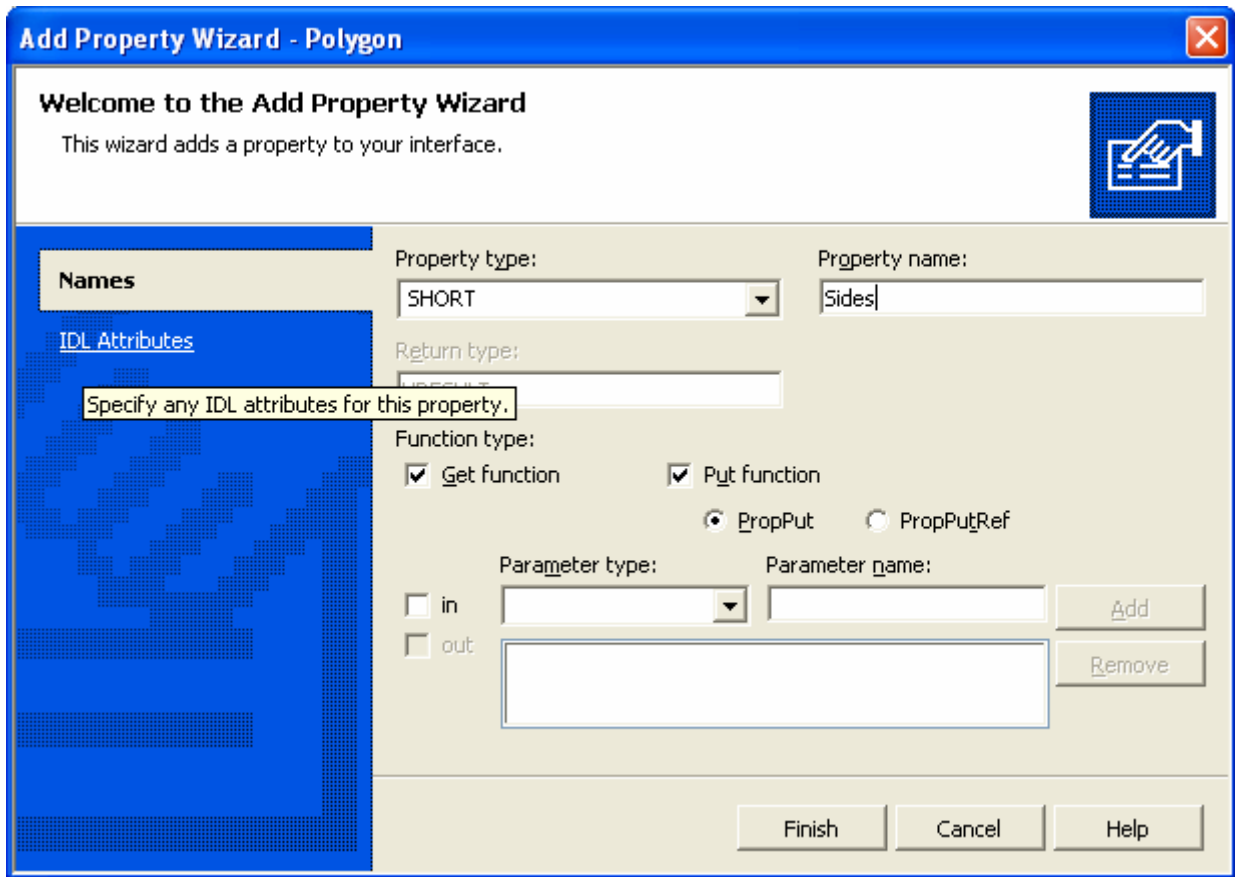 Add Property Wizard - Polygon
Welcome to the Add Property Wizard
This wizard adds a property to your interface.
Names
IDL Attributes
Specify any IDL attributes for this property.
Property type:
Property name:
SHORT
Sides
Return type:
Function type:
Get function
Put function
PropPut
PropPutRef
Parameter type:
Parameter name:
in
out
Add
Remove
Finish
Cancel
Help